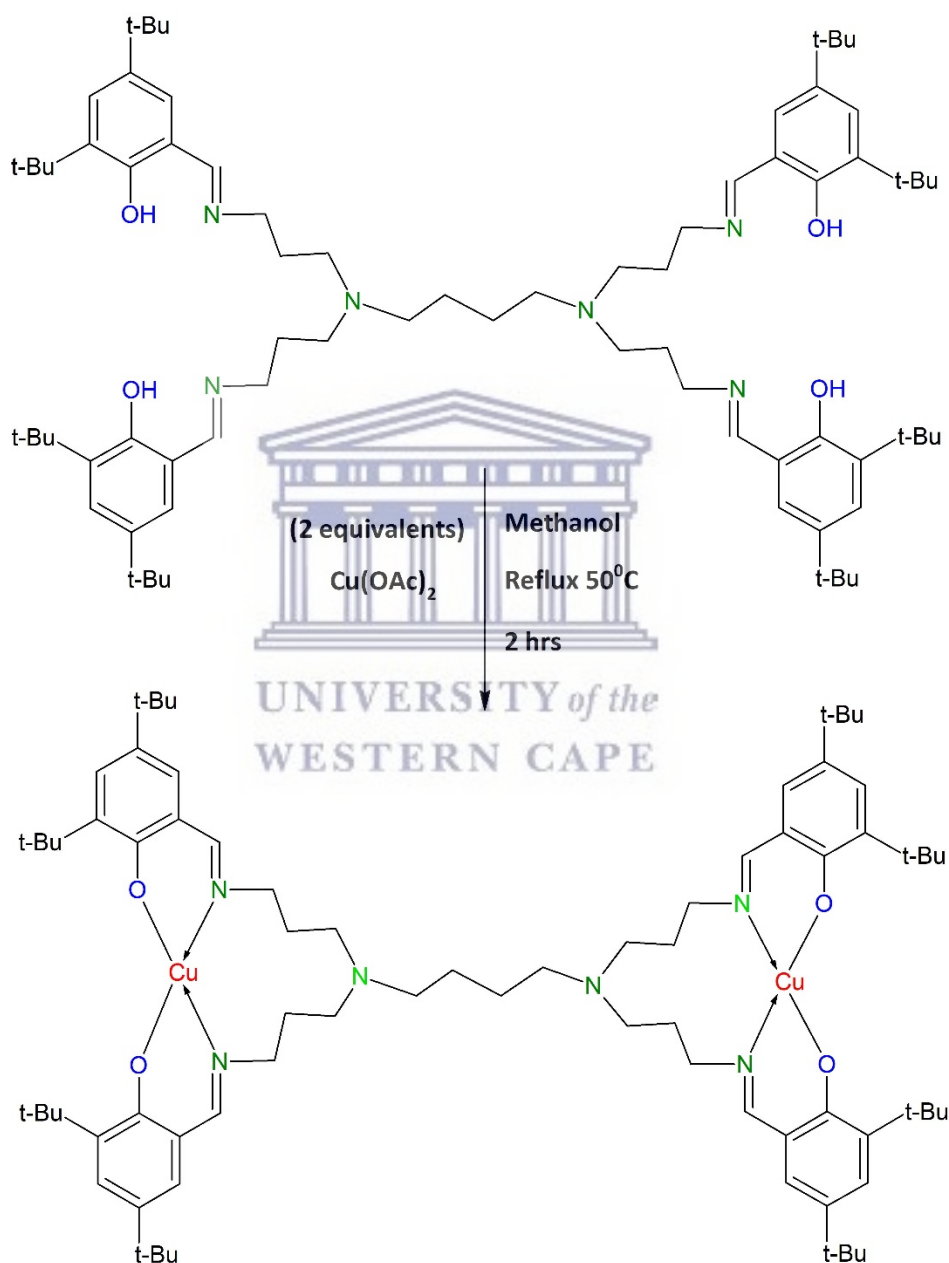 t-Bu t-Bu
t-Bu t-Bu
OH N N OH
N N
OH N N OH
t-Bu t-Bu
t-Bu t-Bu
(2 equivalents) Methanol
Cu(OAc)2 Reflux 50⁰C
2 hrs
UNIVERSITY of the
WESTERN CAPE
t-Bu t-Bu
t-Bu t-Bu
O N N O
Cu N N Cu
O N N O
t-Bu t-Bu
t-Bu t-Bu